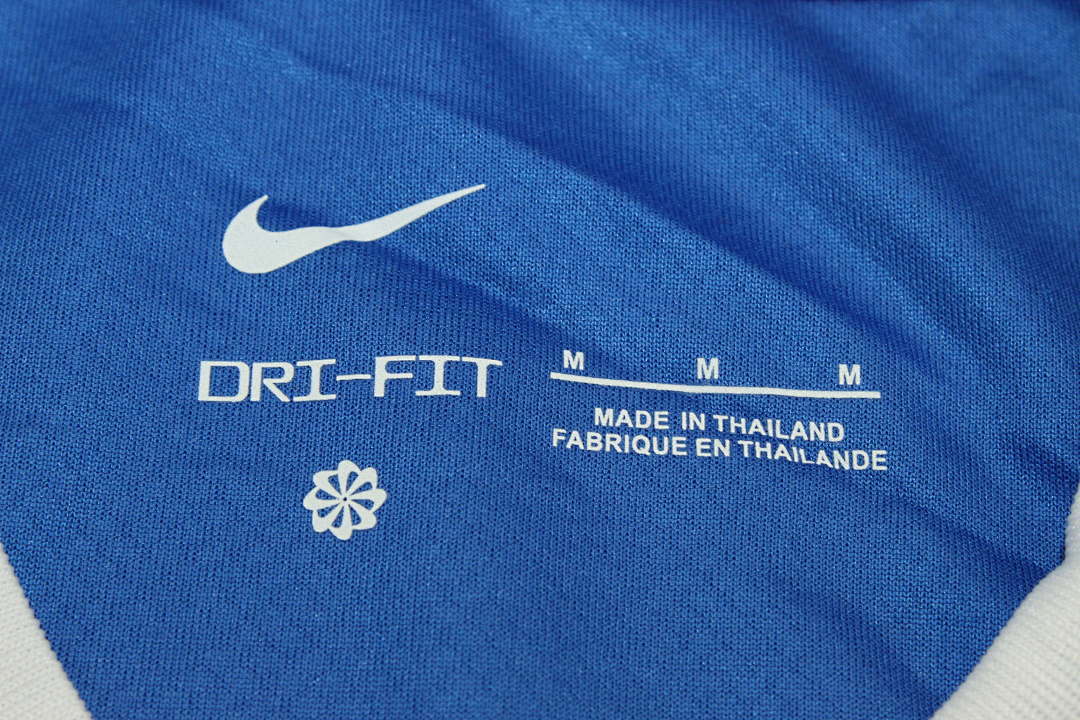 DRI-FIT
M M M
MADE IN THAILAND
FABRIQUE EN THAILANDE